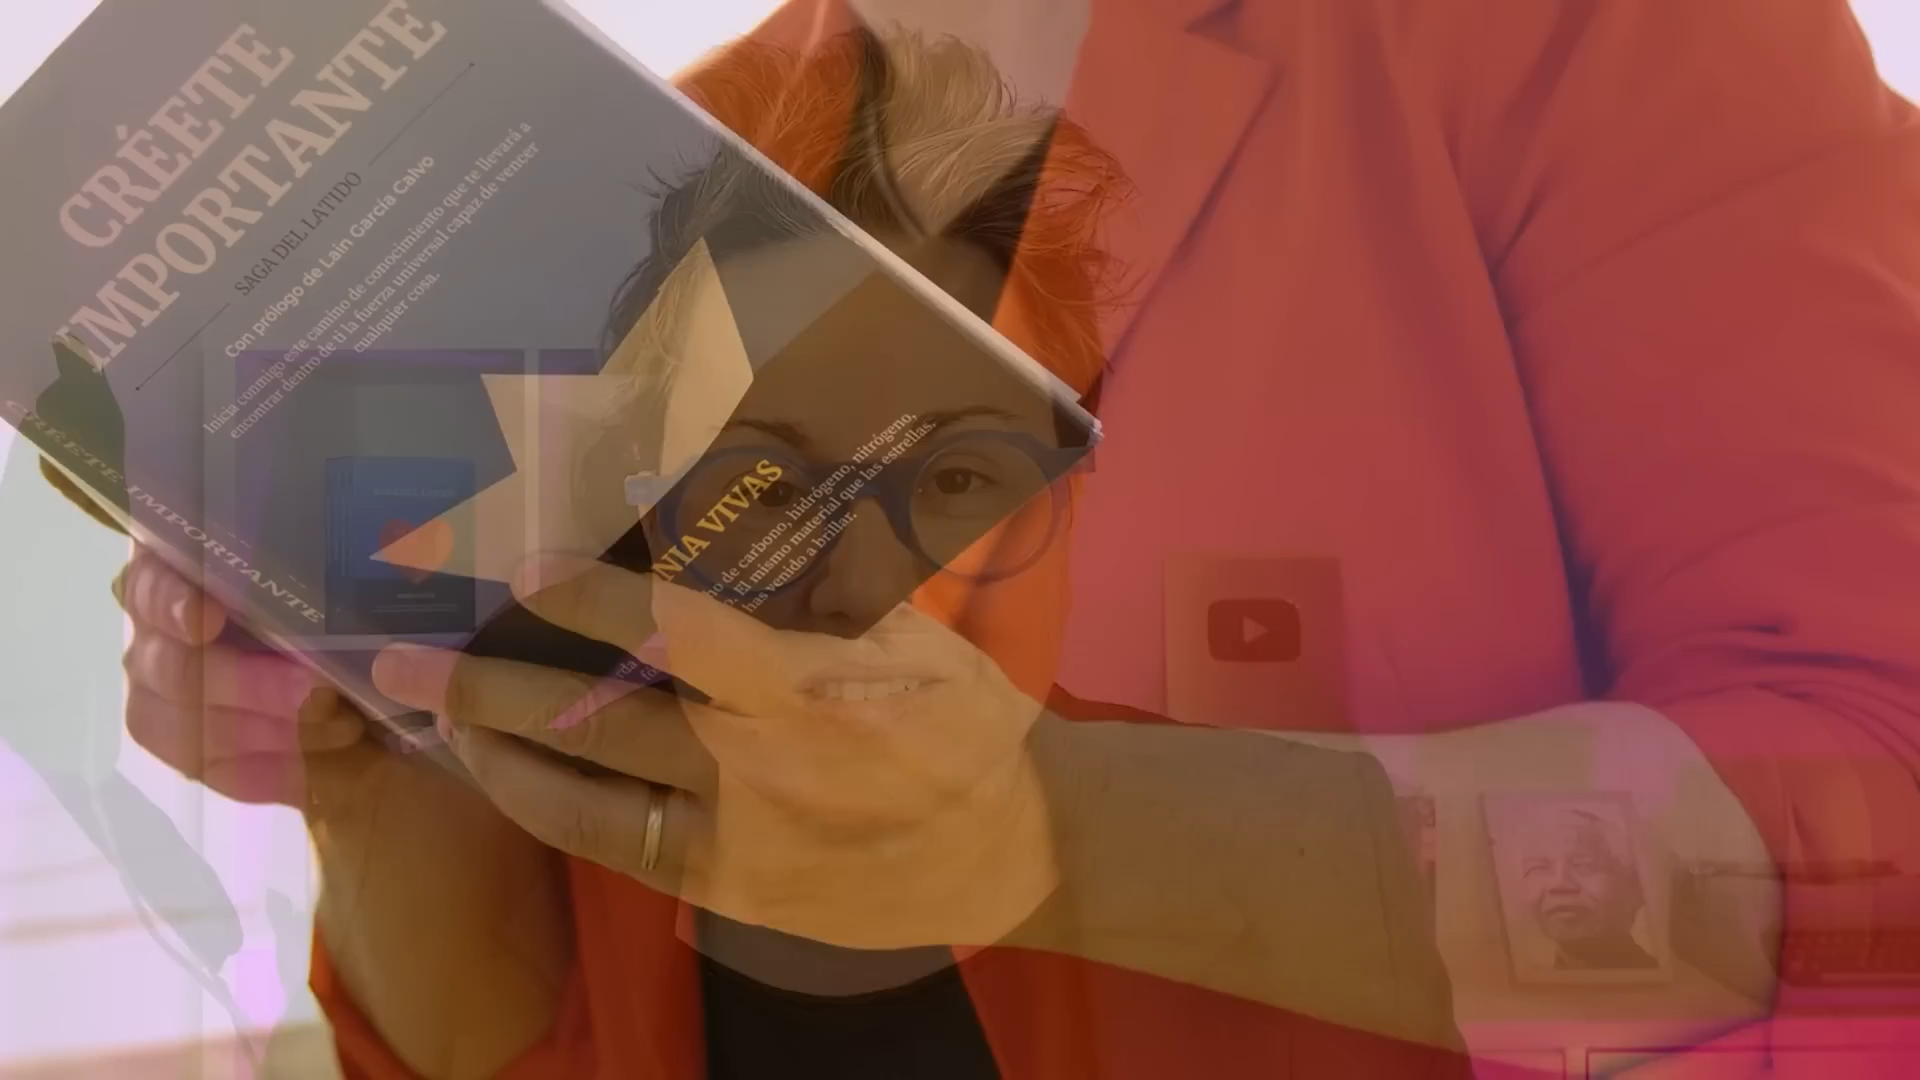 CRÉETE
IMPORTANTE
SAGA DEL LATIDO
Con prólogo de Lain García Calvo
Inicia conmigo este camino de conocimiento que te llevará a
encontrar dentro de ti la fuerza universal capaz de vencer
cualquier cosa.
NIA VIVAS
de carbono, hidrógeno, nitrógeno,
El mismo material que las estrellas.
has venido a brillar.
CRÉETE IMPORTANTE